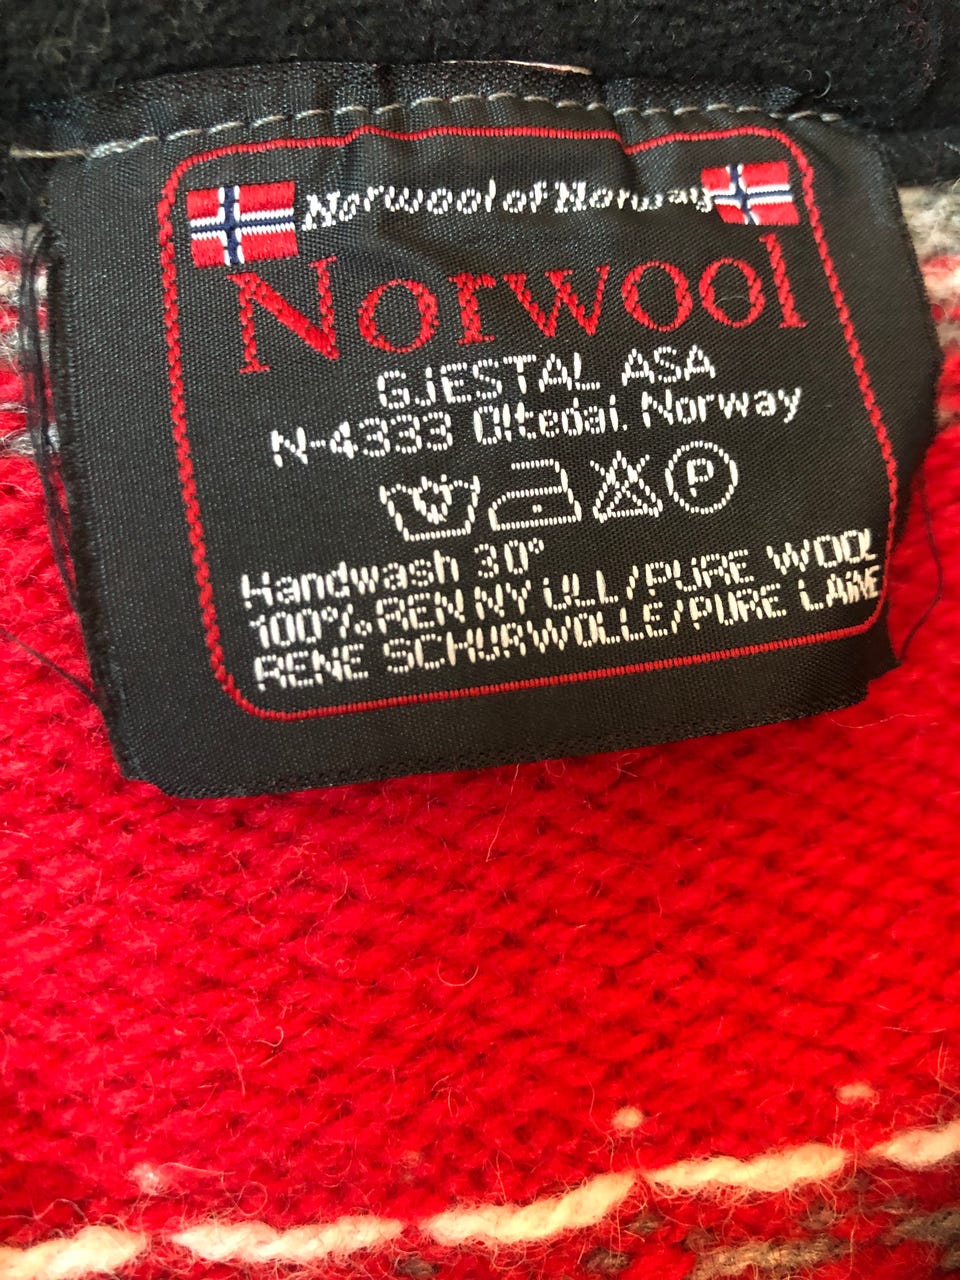 Norwool of Norway
Norwool
GJESTAL ASA
N-4333 Oltedal. Norway
P
Handwash 30°
100% REN NY ULL/PURE WOOL
RENE SCHURWOLLE/PURE LAINE